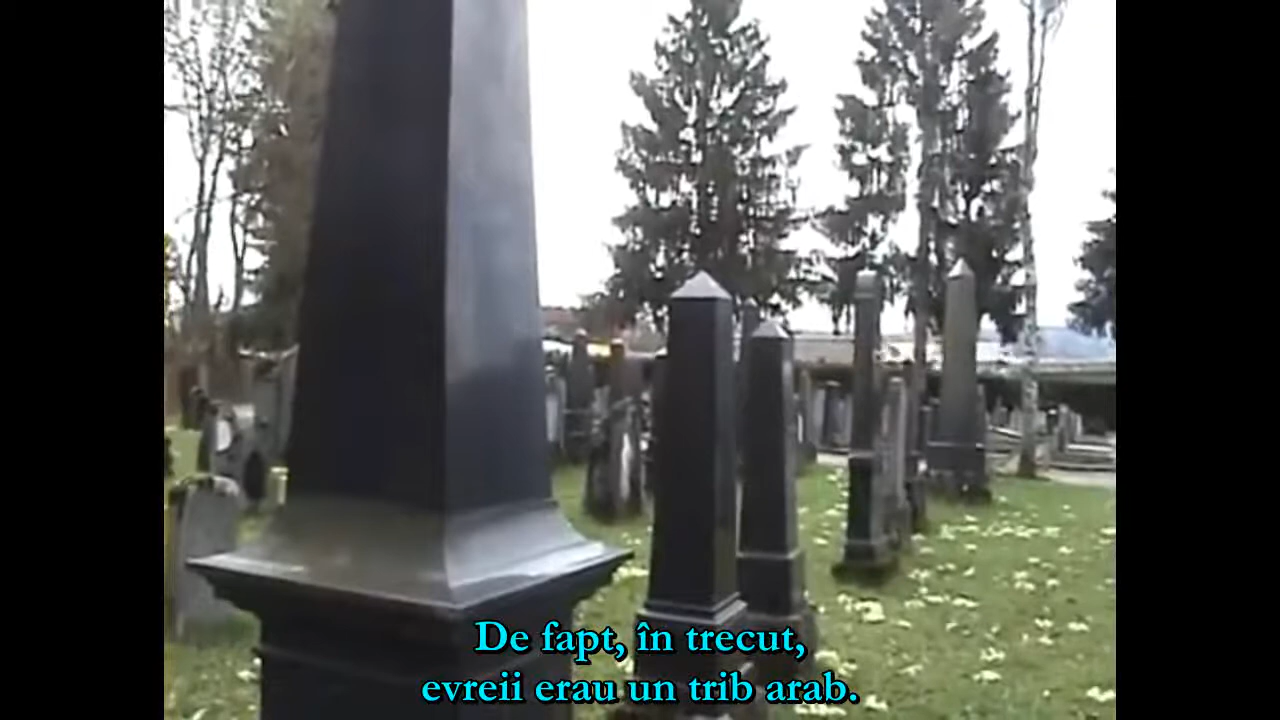 De fapt, în trecut,
evreii erau un trib arab.